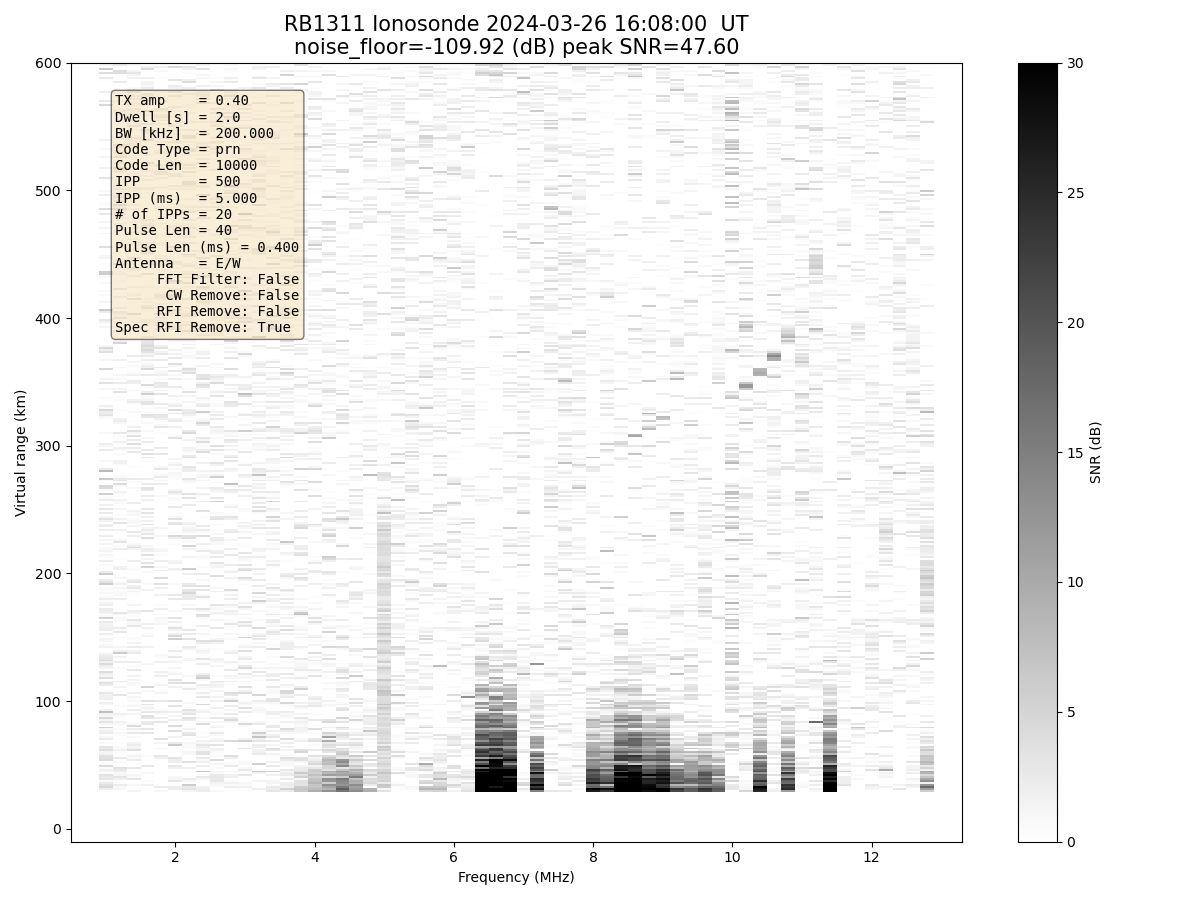 RB1311 Ionosonde 2024-03-26 16:08:00  UT
noise_floor=-109.92 (dB) peak SNR=47.60
TX amp    = 0.40
Dwell [s] = 2.0
BW [kHz]  = 200.000
Code Type = prn
Code Len  = 10000
IPP       = 500
IPP (ms)  = 5.000
# of IPPs = 20
Pulse Len = 40
Pulse Len (ms) = 0.400
Antenna   = E/W
FFT Filter: False
CW Remove: False
RFI Remove: False
Spec RFI Remove: True
600
500
400
300
200
100
0
Virtual range (km)
2
4
6
8
10
12
Frequency (MHz)
30
25
20
15
10
5
0
SNR (dB)